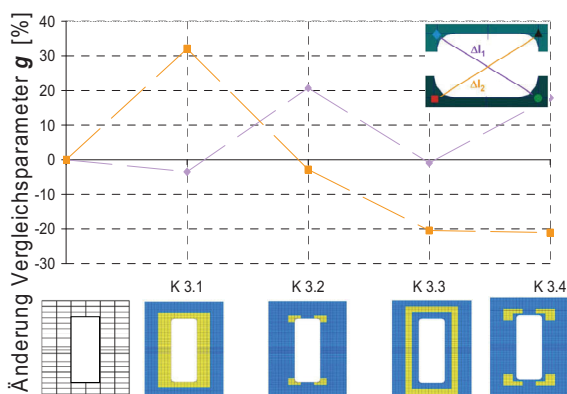 Änderung Vergleichsparameter g [%]
40
30
20
10
0
-10
-20
-30
Δl1
Δl2
K 3.1
K 3.2
K 3.3
K 3.4